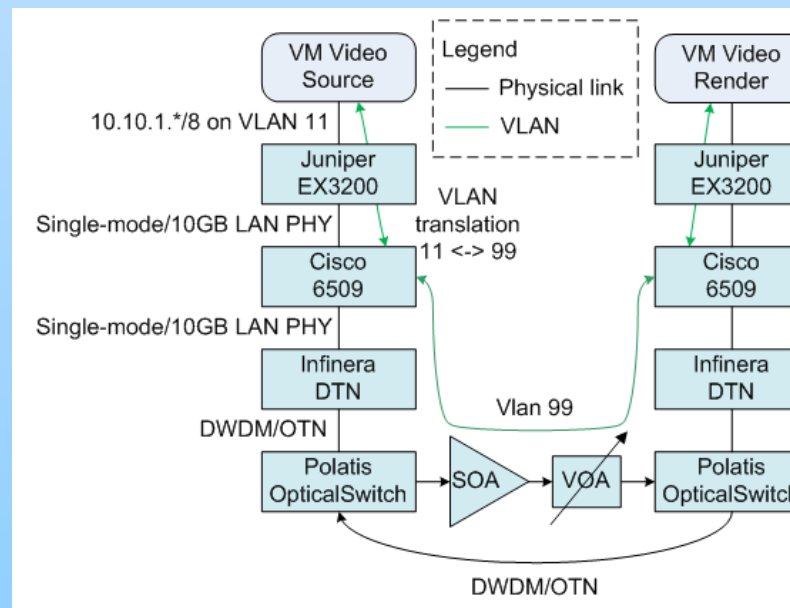 VM Video
Source
Legend
Physical link
VLAN
VM Video
Render
10.10.1.*/8 on VLAN 11
Juniper
EX3200
VLAN
translation
11 <-> 99
Juniper
EX3200
Single-mode/10GB LAN PHY
Cisco
6509
Cisco
6509
Single-mode/10GB LAN PHY
Infinera
DTN
Vlan 99
Infinera
DTN
DWDM/OTN
Polatis
OpticalSwitch
SOA
VOA
Polatis
OpticalSwitch
DWDM/OTN